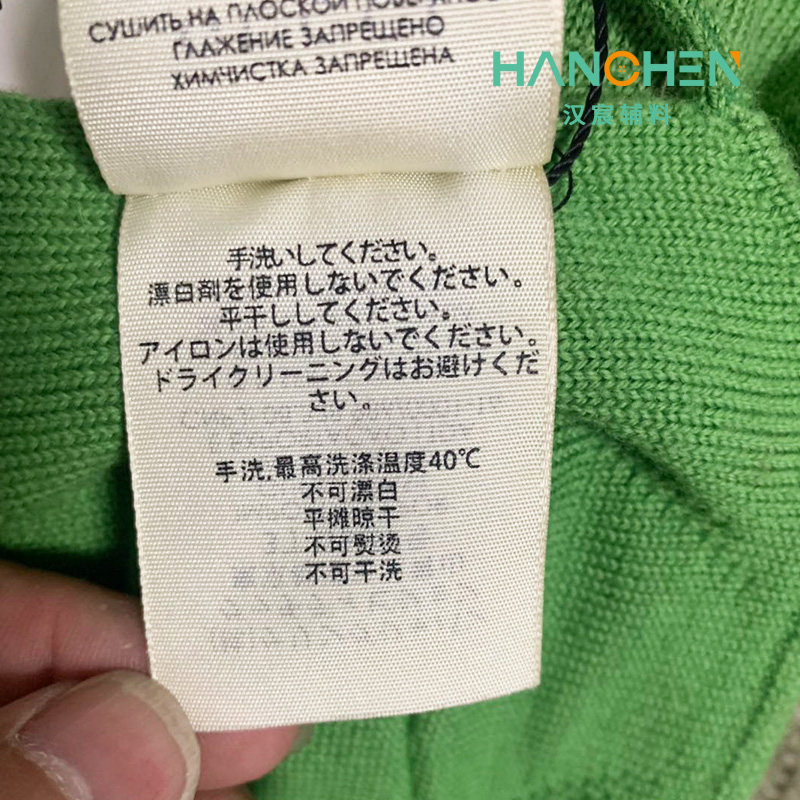 СУШИТЬ НА ПЛОСКОЙ
ГЛАЖЕНИЕ ЗАПРЕЩЕНО
ХИМЧИСТКА ЗАПРЕЩЕНА
HANCHEN
汉宸辅料
手洗いしてください。
漂白剤を使用しないでください。
平干ししてください。
アイロンは使用しないでください。
ドライクリーニングはお避けくだ
さい。
手洗,最高洗涤温度40℃
不可漂白
平摊晾干
不可熨烫
不可干洗